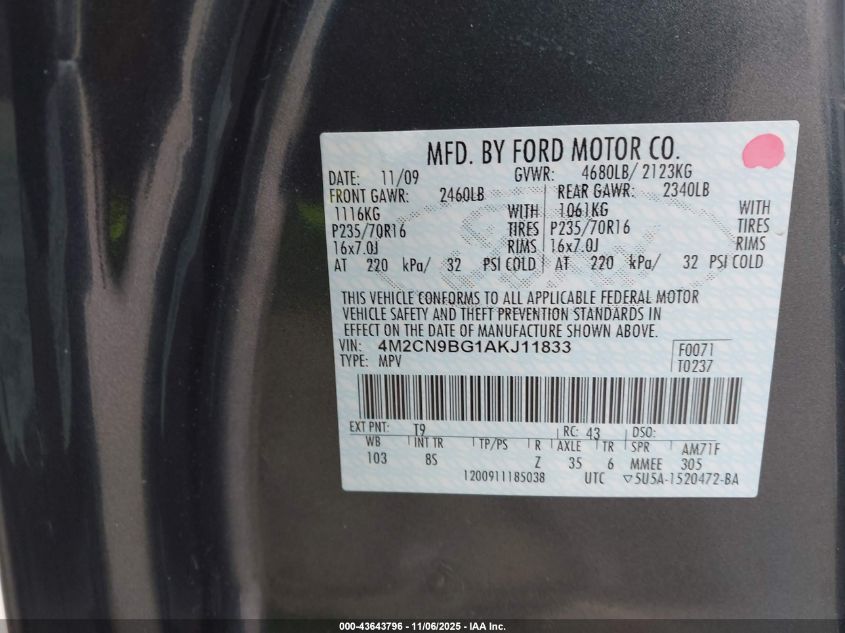 MFD. BY FORD MOTOR CO.
DATE: 11/09 GVWR: 4680LB/ 2123KG
FRONT GAWR: 2460LB REAR GAWR: 2340LB
1116KG WITH 1061KG WITH
P235/70R16 TIRES P235/70R16 TIRES
16x7.0J RIMS 16x7.0J RIMS
AT 220 kPa/ 32 PSI COLD AT 220 kPa/ 32 PSI COLD
THIS VEHICLE CONFORMS TO ALL APPLICABLE FEDERAL MOTOR
VEHICLE SAFETY AND THEFT PREVENTION STANDARDS IN
EFFECT ON THE DATE OF MANUFACTURE SHOWN ABOVE.
VIN: 4M2CN9BG1AKJ11833 F0071
TYPE: MPV T0237
EXT PNT: T9 RC: 43 DSO:
WB INT TR TP/PS R AXLE TR SPR AM71F
103 8S Z 35 6 MMEE 305
1200911185038 UTC ▽5U5A-1520472-BA
000-43643796 - 11/06/2025 - IAA Inc.